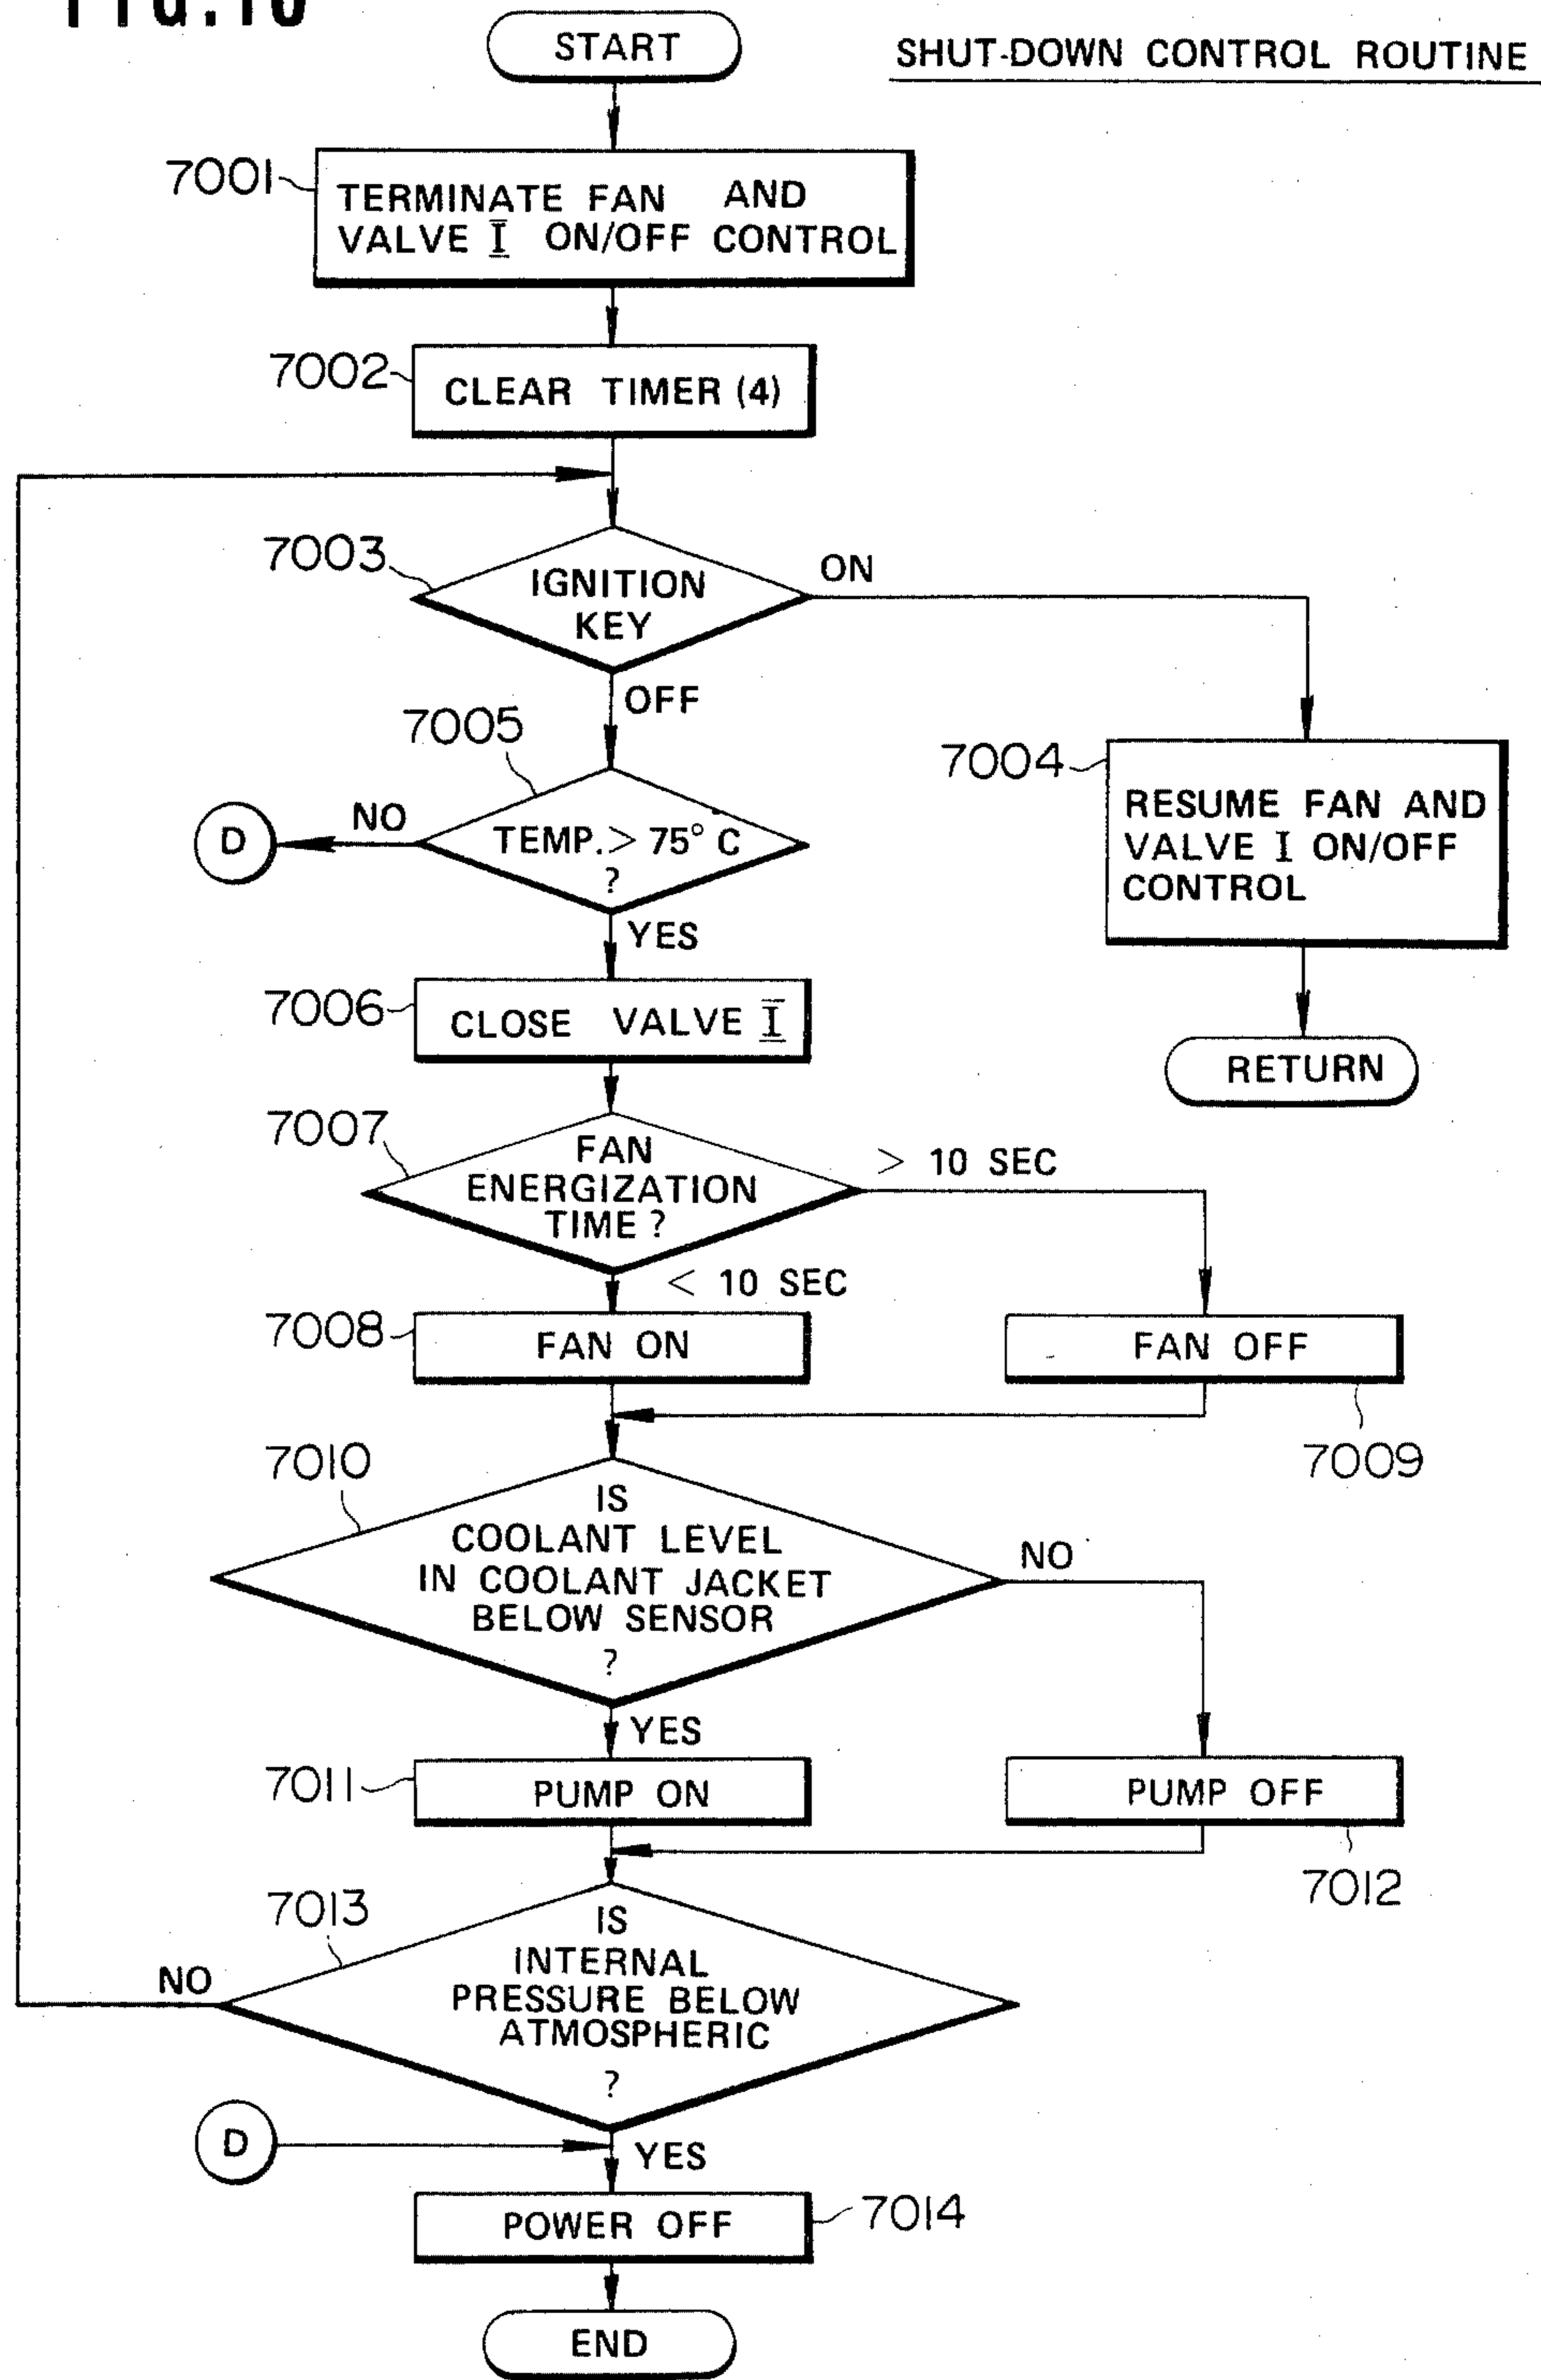 SHUT-DOWN CONTROL ROUTINE
START
7001
TERMINATE FAN AND
VALVE I ON/OFF CONTROL
7002
CLEAR TIMER (4)
7003
IGNITION
KEY
ON
OFF
7004
RESUME FAN AND
VALVE I ON/OFF
CONTROL
RETURN
7005
TEMP. > 75° C
?
NO
D
YES
7006
CLOSE VALVE I
7007
FAN
ENERGIZATION
TIME ?
> 10 SEC
< 10 SEC
7008
FAN ON
FAN OFF
7009
7010
IS
COOLANT LEVEL
IN COOLANT JACKET
BELOW SENSOR
?
NO
YES
7011
PUMP ON
PUMP OFF
7012
7013
IS
INTERNAL
PRESSURE BELOW
ATMOSPHERIC
?
NO
D
YES
POWER OFF
7014
END